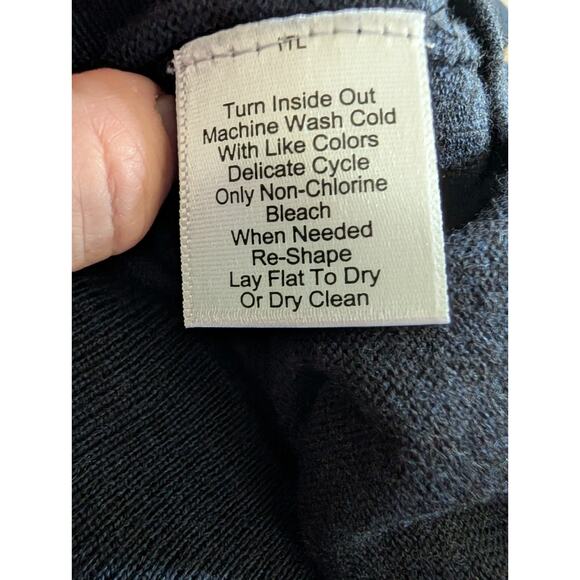 1TL
Turn Inside Out
Machine Wash Cold
With Like Colors
Delicate Cycle
Only Non-Chlorine
Bleach
When Needed
Re-Shape
Lay Flat To Dry
Or Dry Clean